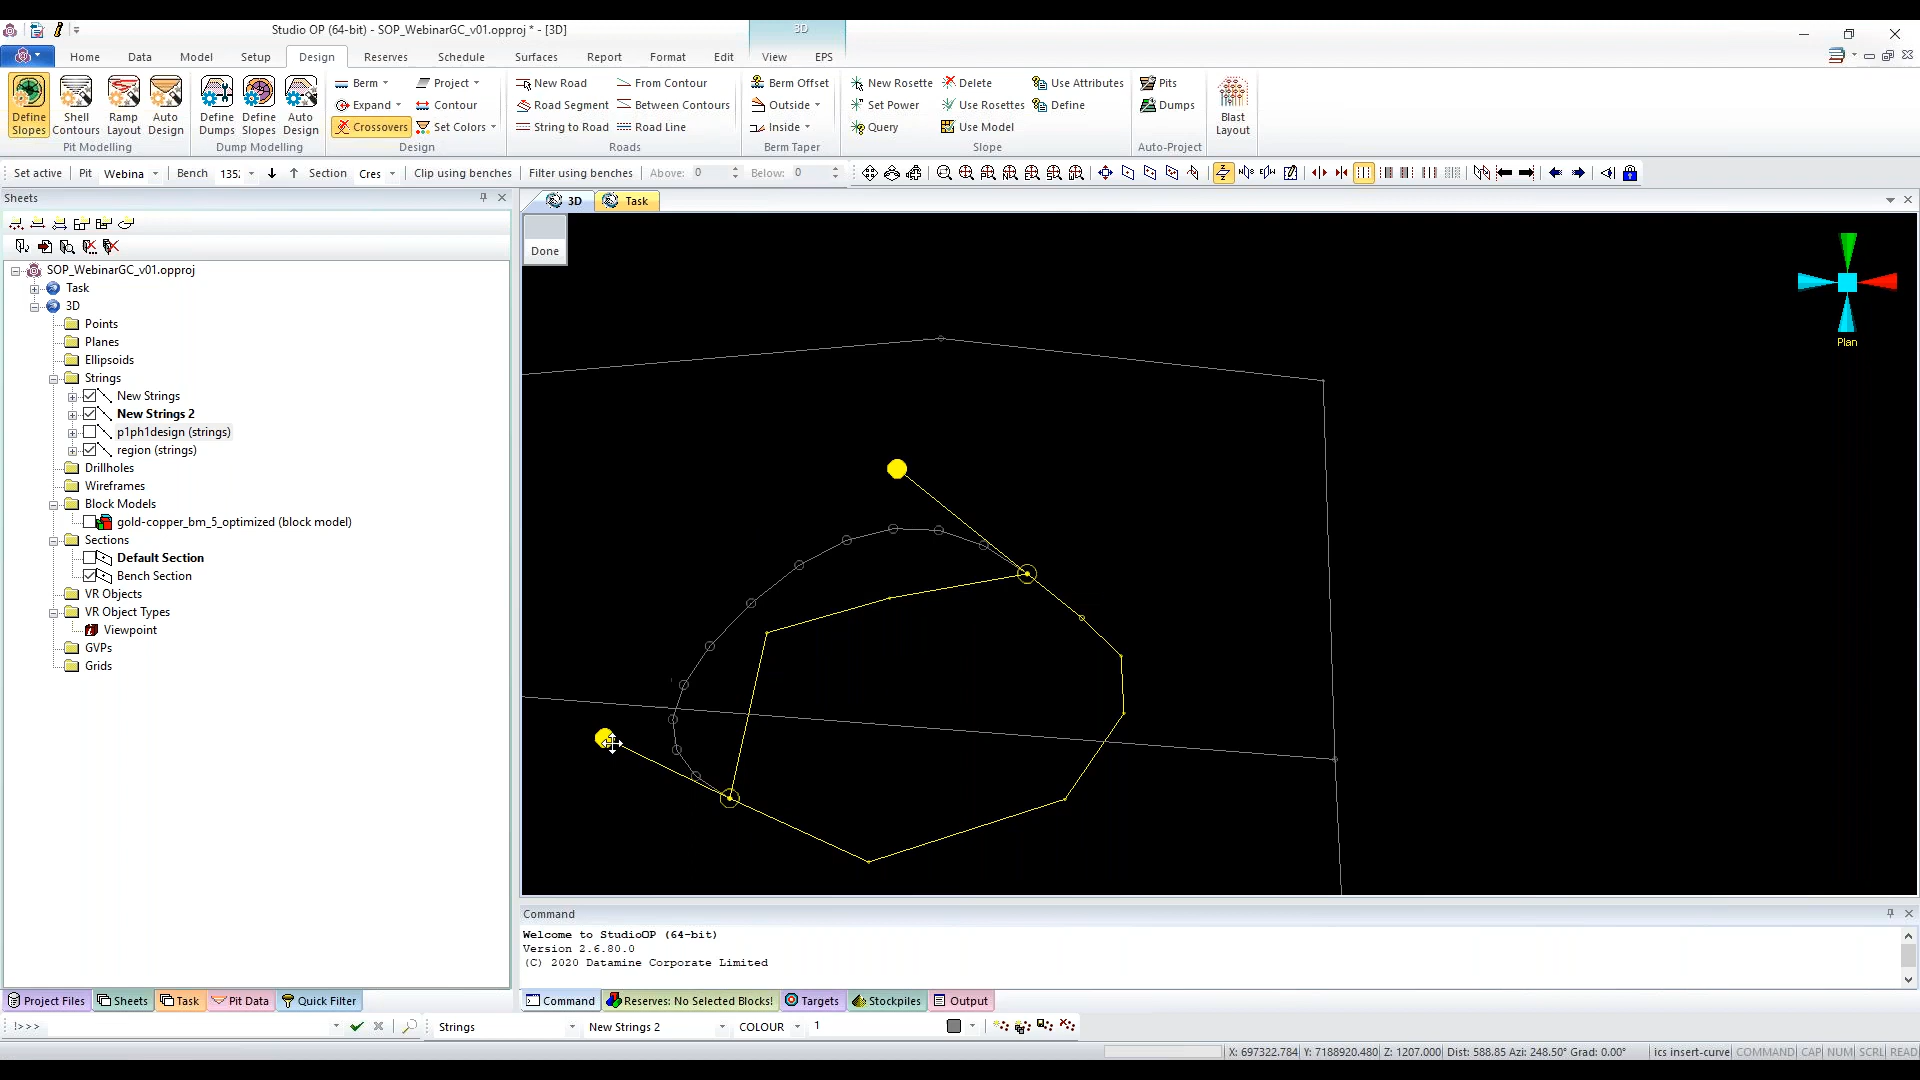 Studio OP (64-bit) - SOP_WebinarGC_v01.opproj * - [3D]
3D
Home Data Model Setup Design Reserves Schedule Surfaces Report Format Edit View EPS
Define Slopes
Shell Contours
Ramp Layout
Auto Design
Pit Modelling
Define Dumps
Define Slopes
Auto Design
Dump Modelling
Berm Project
Expand Contour
Crossovers Set Colors
Design
New Road From Contour
Road Segment Between Contours
String to Road Road Line
Roads
Berm Offset
Outside
Inside
Berm Taper
New Rosette Delete Use Attributes
Set Power Use Rosettes Define
Query Use Model
Slope
Pits
Dumps
Auto-Project
Blast Layout
Set active Pit Webina Bench 135: Section Cres Clip using benches Filter using benches Above: 0 Below: 0
Sheets
3D Task
Done
SOP_WebinarGC_v01.opproj
Task
3D
Points
Planes
Ellipsoids
Strings
New Strings
New Strings 2
p1ph1design (strings)
region (strings)
Drillholes
Wireframes
Block Models
gold-copper_bm_5_optimized (block model)
Sections
Default Section
Bench Section
VR Objects
VR Object Types
Viewpoint
GVPs
Grids
Plan
Command
Welcome to StudioOP (64-bit)
Version 2.6.80.0
(C) 2020 Datamine Corporate Limited
Project Files Sheets Task Pit Data Quick Filter
Command Reserves: No Selected Blocks! Targets Stockpiles Output
!>>> Strings New Strings 2 COLOUR 1
X: 697322.784 Y: 7188920.480 Z: 1207.000 Dist: 588.85 Azi: 248.50° Grad: 0.00° ics insert-curve COMMAND CAP NUM SCRL READ